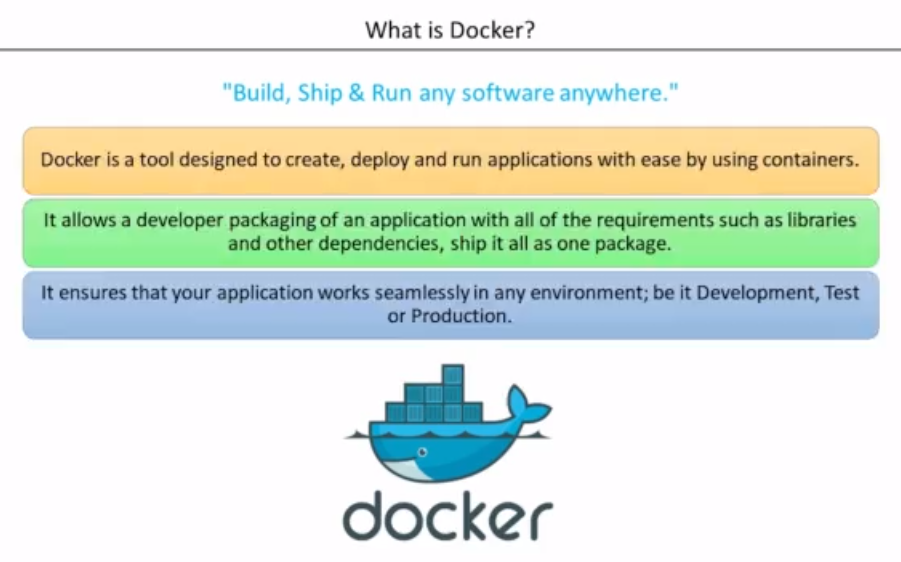 What is Docker?
"Build, Ship & Run any software anywhere."
Docker is a tool designed to create, deploy and run applications with ease by using containers.
It allows a developer packaging of an application with all of the requirements such as libraries
and other dependencies, ship it all as one package.
It ensures that your application works seamlessly in any environment; be it Development, Test
or Production.
docker